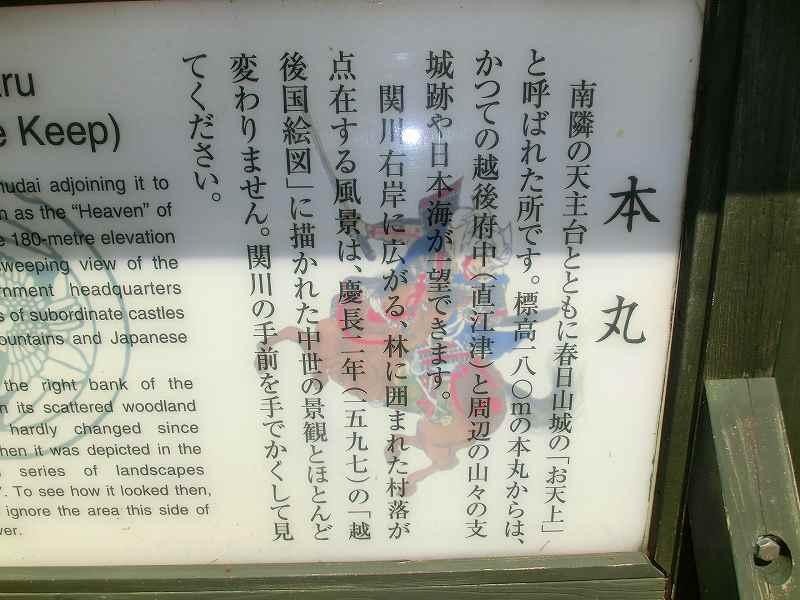 本丸
南隣の天主台とともに春日山城の「お天上」
と呼ばれた所です。標高一八〇mの本丸からは、
かつての越後府中(直江津)と周辺の山々の支
城跡や日本海が一望できます。
関川右岸に広がる、林に囲まれた村落が
点在する風景は、慶長二年(一五九七)の「越
後国絵図」に描かれた中世の景観とほとんど
変わりません。関川の手前を手でかくして見
てください。
Keep)
adjoining it to
as the “Heaven” of
180-metre elevation
sweeping view of the
headquarters
of subordinate castles
and Japanese
the right bank of the
its scattered woodland
hardly changed since
it was depicted in the
series of landscapes
To see how it looked then,
ignore the area this side of